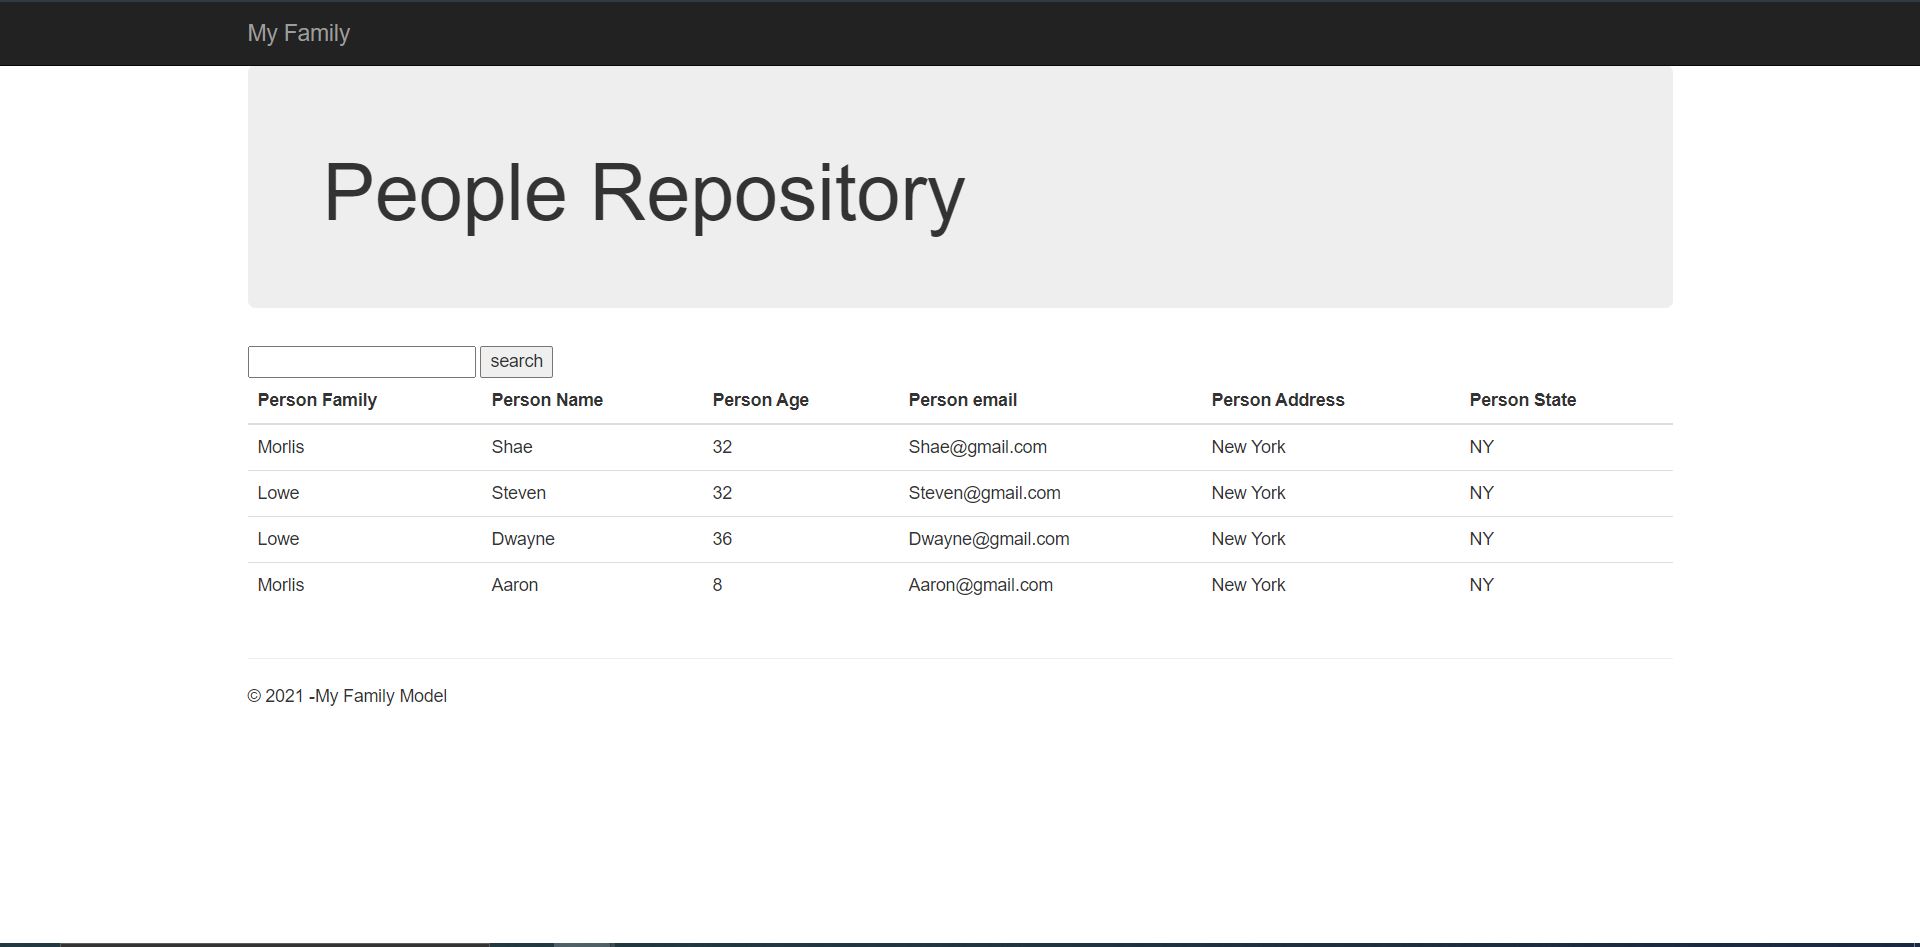 My Family
People Repository
search
Person Family Person Name Person Age Person email Person Address Person State
Morlis Shae 32 Shae@gmail.com New York NY
Lowe Steven 32 Steven@gmail.com New York NY
Lowe Dwayne 36 Dwayne@gmail.com New York NY
Morlis Aaron 8 Aaron@gmail.com New York NY
© 2021 -My Family Model